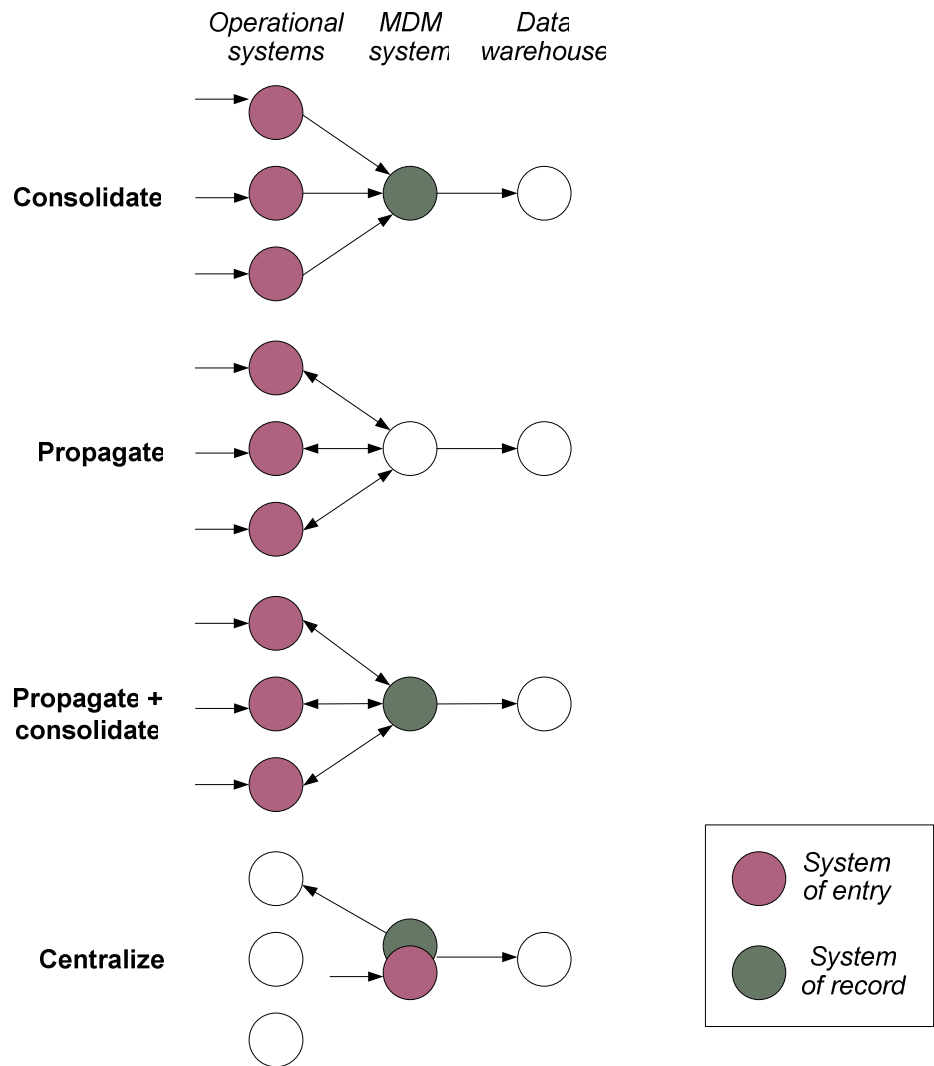 Operational
systems
MDM
system
Data
warehouse
Consolidate
Propagate
Propagate +
consolidate
Centralize
System
of entry
System
of record